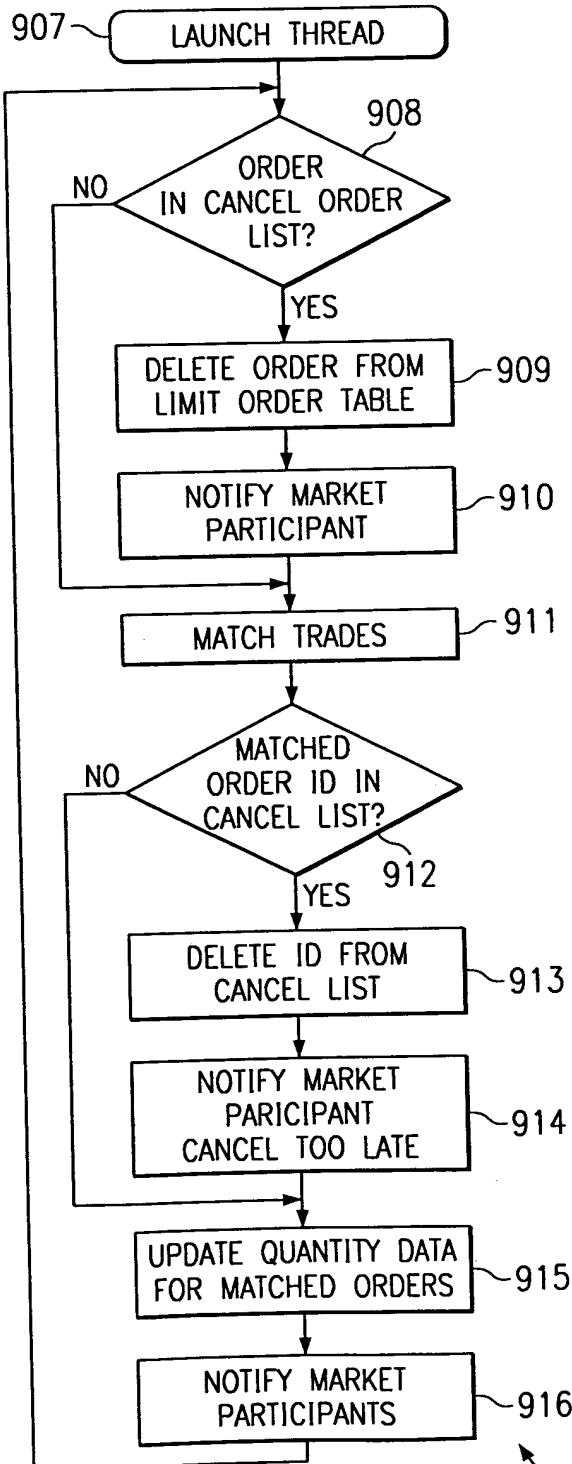 907
LAUNCH THREAD
908
ORDER
IN CANCEL ORDER
LIST?
NO
YES
DELETE ORDER FROM
LIMIT ORDER TABLE
909
NOTIFY MARKET
PARTICIPANT
910
MATCH TRADES
911
MATCHED
ORDER ID IN
CANCEL LIST?
NO
912
YES
DELETE ID FROM
CANCEL LIST
913
NOTIFY MARKET
PARICIPANT
CANCEL TOO LATE
914
UPDATE QUANTITY DATA
FOR MATCHED ORDERS
915
NOTIFY MARKET
PARTICIPANTS
916